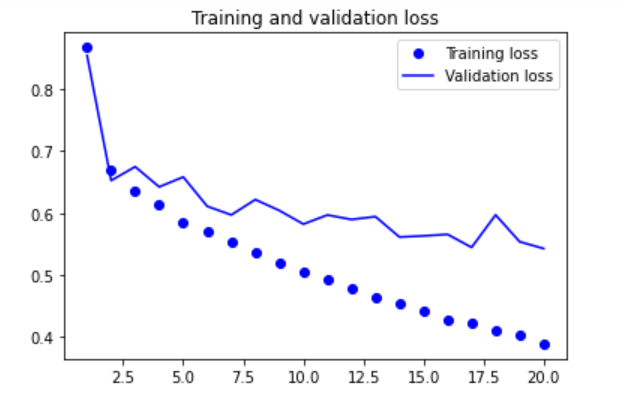 Training and validation loss
Training loss
Validation loss
0.8
0.7
0.6
0.5
0.4
2.5 5.0 7.5 10.0 12.5 15.0 17.5 20.0